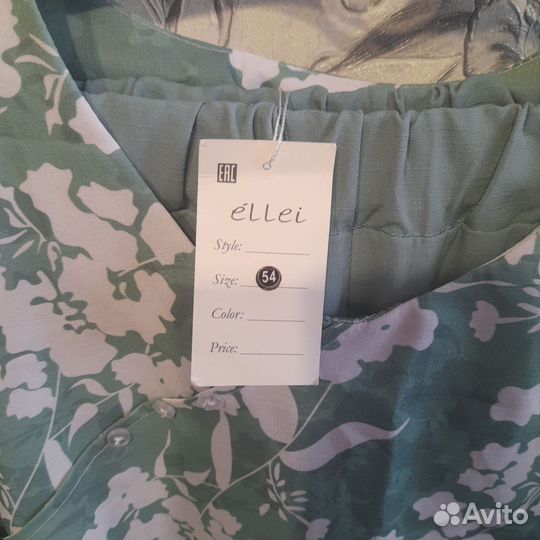 EAC
éLLei
Style:
Size: 54
Color:
Price:
Avito